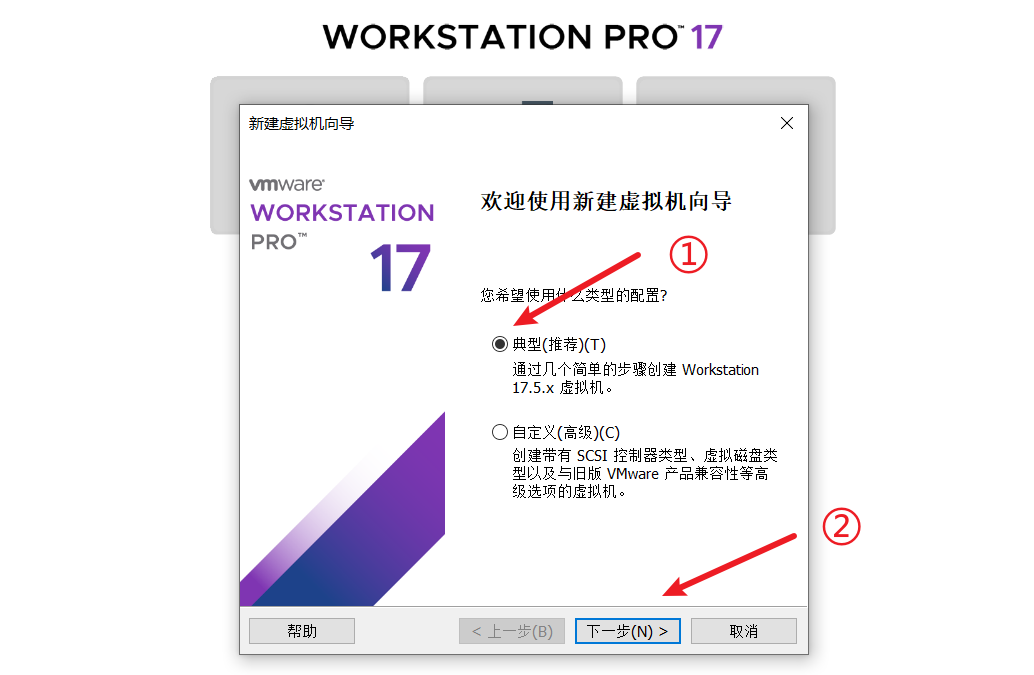 WORKSTATION PRO™ 17
新建虚拟机向导
vmware®
WORKSTATION
PRO™
17
欢迎使用新建虚拟机向导
①
您希望使用什么类型的配置?
典型(推荐)(T)
通过几个简单的步骤创建 Workstation
17.5.x 虚拟机。
自定义(高级)(C)
创建带有 SCSI 控制器类型、虚拟磁盘类
型以及与旧版 VMware 产品兼容性等高
级选项的虚拟机。
②
帮助
< 上一步(B)
下一步(N) >
取消